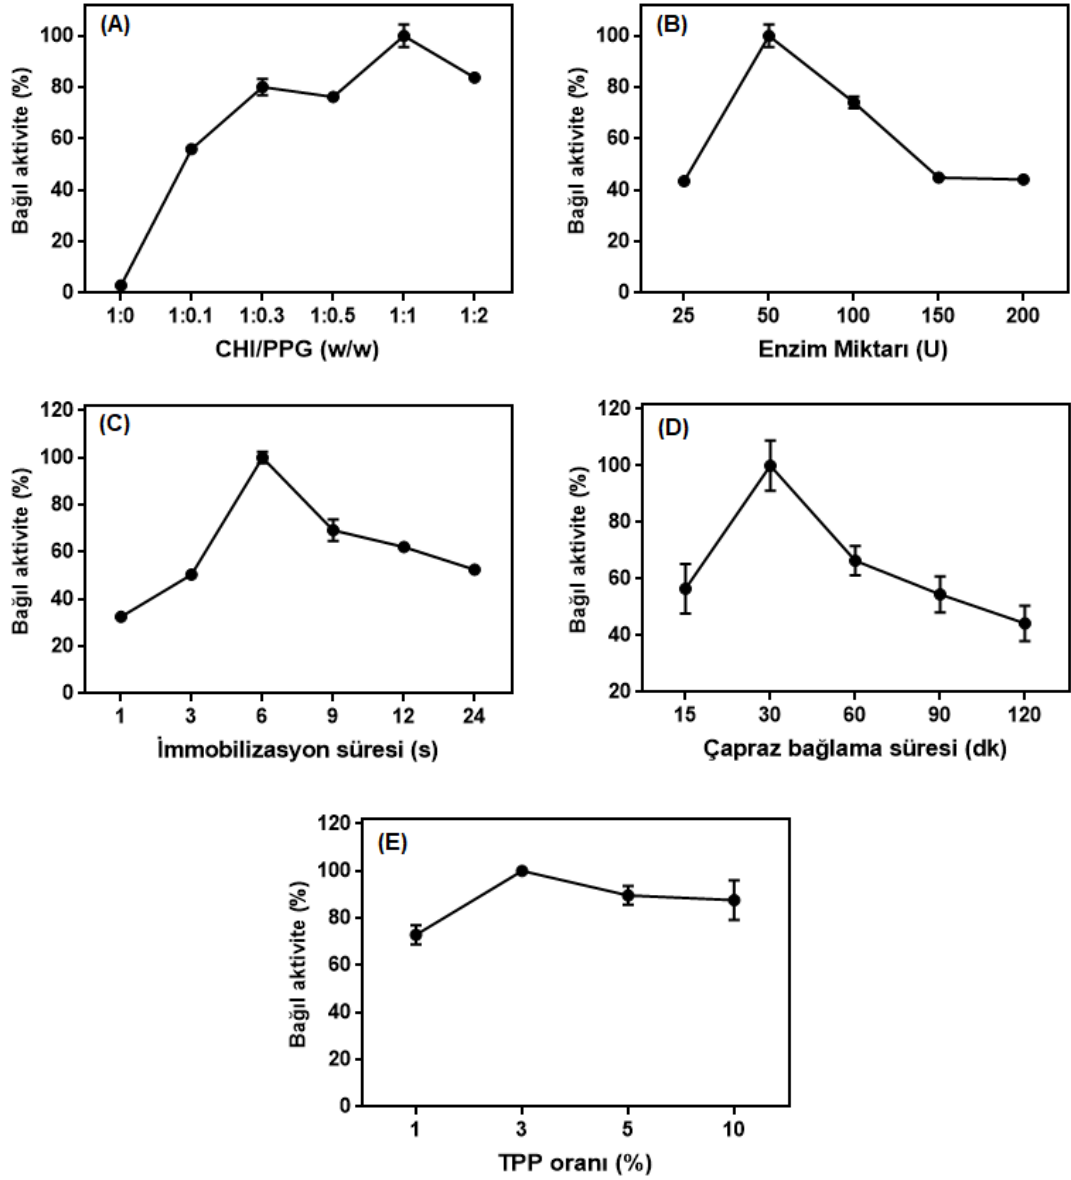 (A)
Bağıl aktivite (%)
100
80
60
40
20
0
1:0 1:0.1 1:0.3 1:0.5 1:1 1:2
CHI/PPG (w/w)
(B)
Bağıl aktivite (%)
100
80
60
40
20
0
25 50 100 150 200
Enzim Miktarı (U)
(C)
Bağıl aktivite (%)
120
100
80
60
40
20
0
1 3 6 9 12 24
İmmobilizasyon süresi (s)
(D)
Bağıl aktivite (%)
120
100
80
60
40
20
15 30 60 90 120
Çapraz bağlama süresi (dk)
(E)
Bağıl aktivite (%)
120
100
80
60
40
20
0
1 3 5 10
TPP oranı (%)